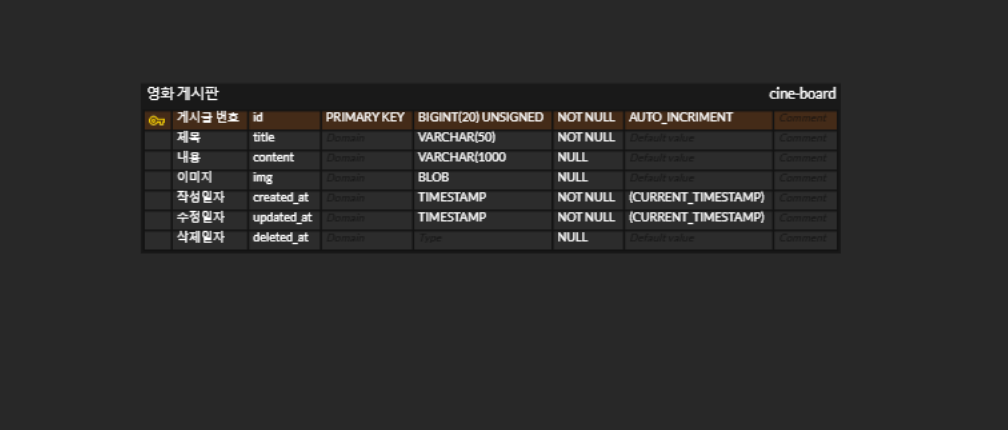 영화 게시판 cine-board
게시글 번호 id PRIMARY KEY BIGINT(20) UNSIGNED NOT NULL AUTO_INCRIMENT Comment
제목 title Domain VARCHAR(50) NOT NULL Default value Comment
내용 content Domain VARCHAR(1000 NULL Default value Comment
이미지 img Domain BLOB NULL Default value Comment
작성일자 created_at Domain TIMESTAMP NOT NULL (CURRENT_TIMESTAMP) Comment
수정일자 updated_at Domain TIMESTAMP NOT NULL (CURRENT_TIMESTAMP) Comment
삭제일자 deleted_at Domain Type NULL Default value Comment